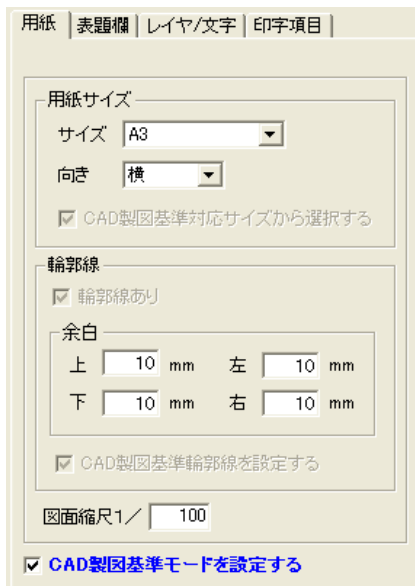 用紙 表題欄 レイヤ/文字 印字項目
用紙サイズ
サイズ A3
向き 横
CAD製図基準対応サイズから選択する
輪郭線
輪郭線あり
余白
上 10 mm 左 10 mm
下 10 mm 右 10 mm
CAD製図基準輪郭線を設定する
図面縮尺1/ 100
CAD製図基準モードを設定する